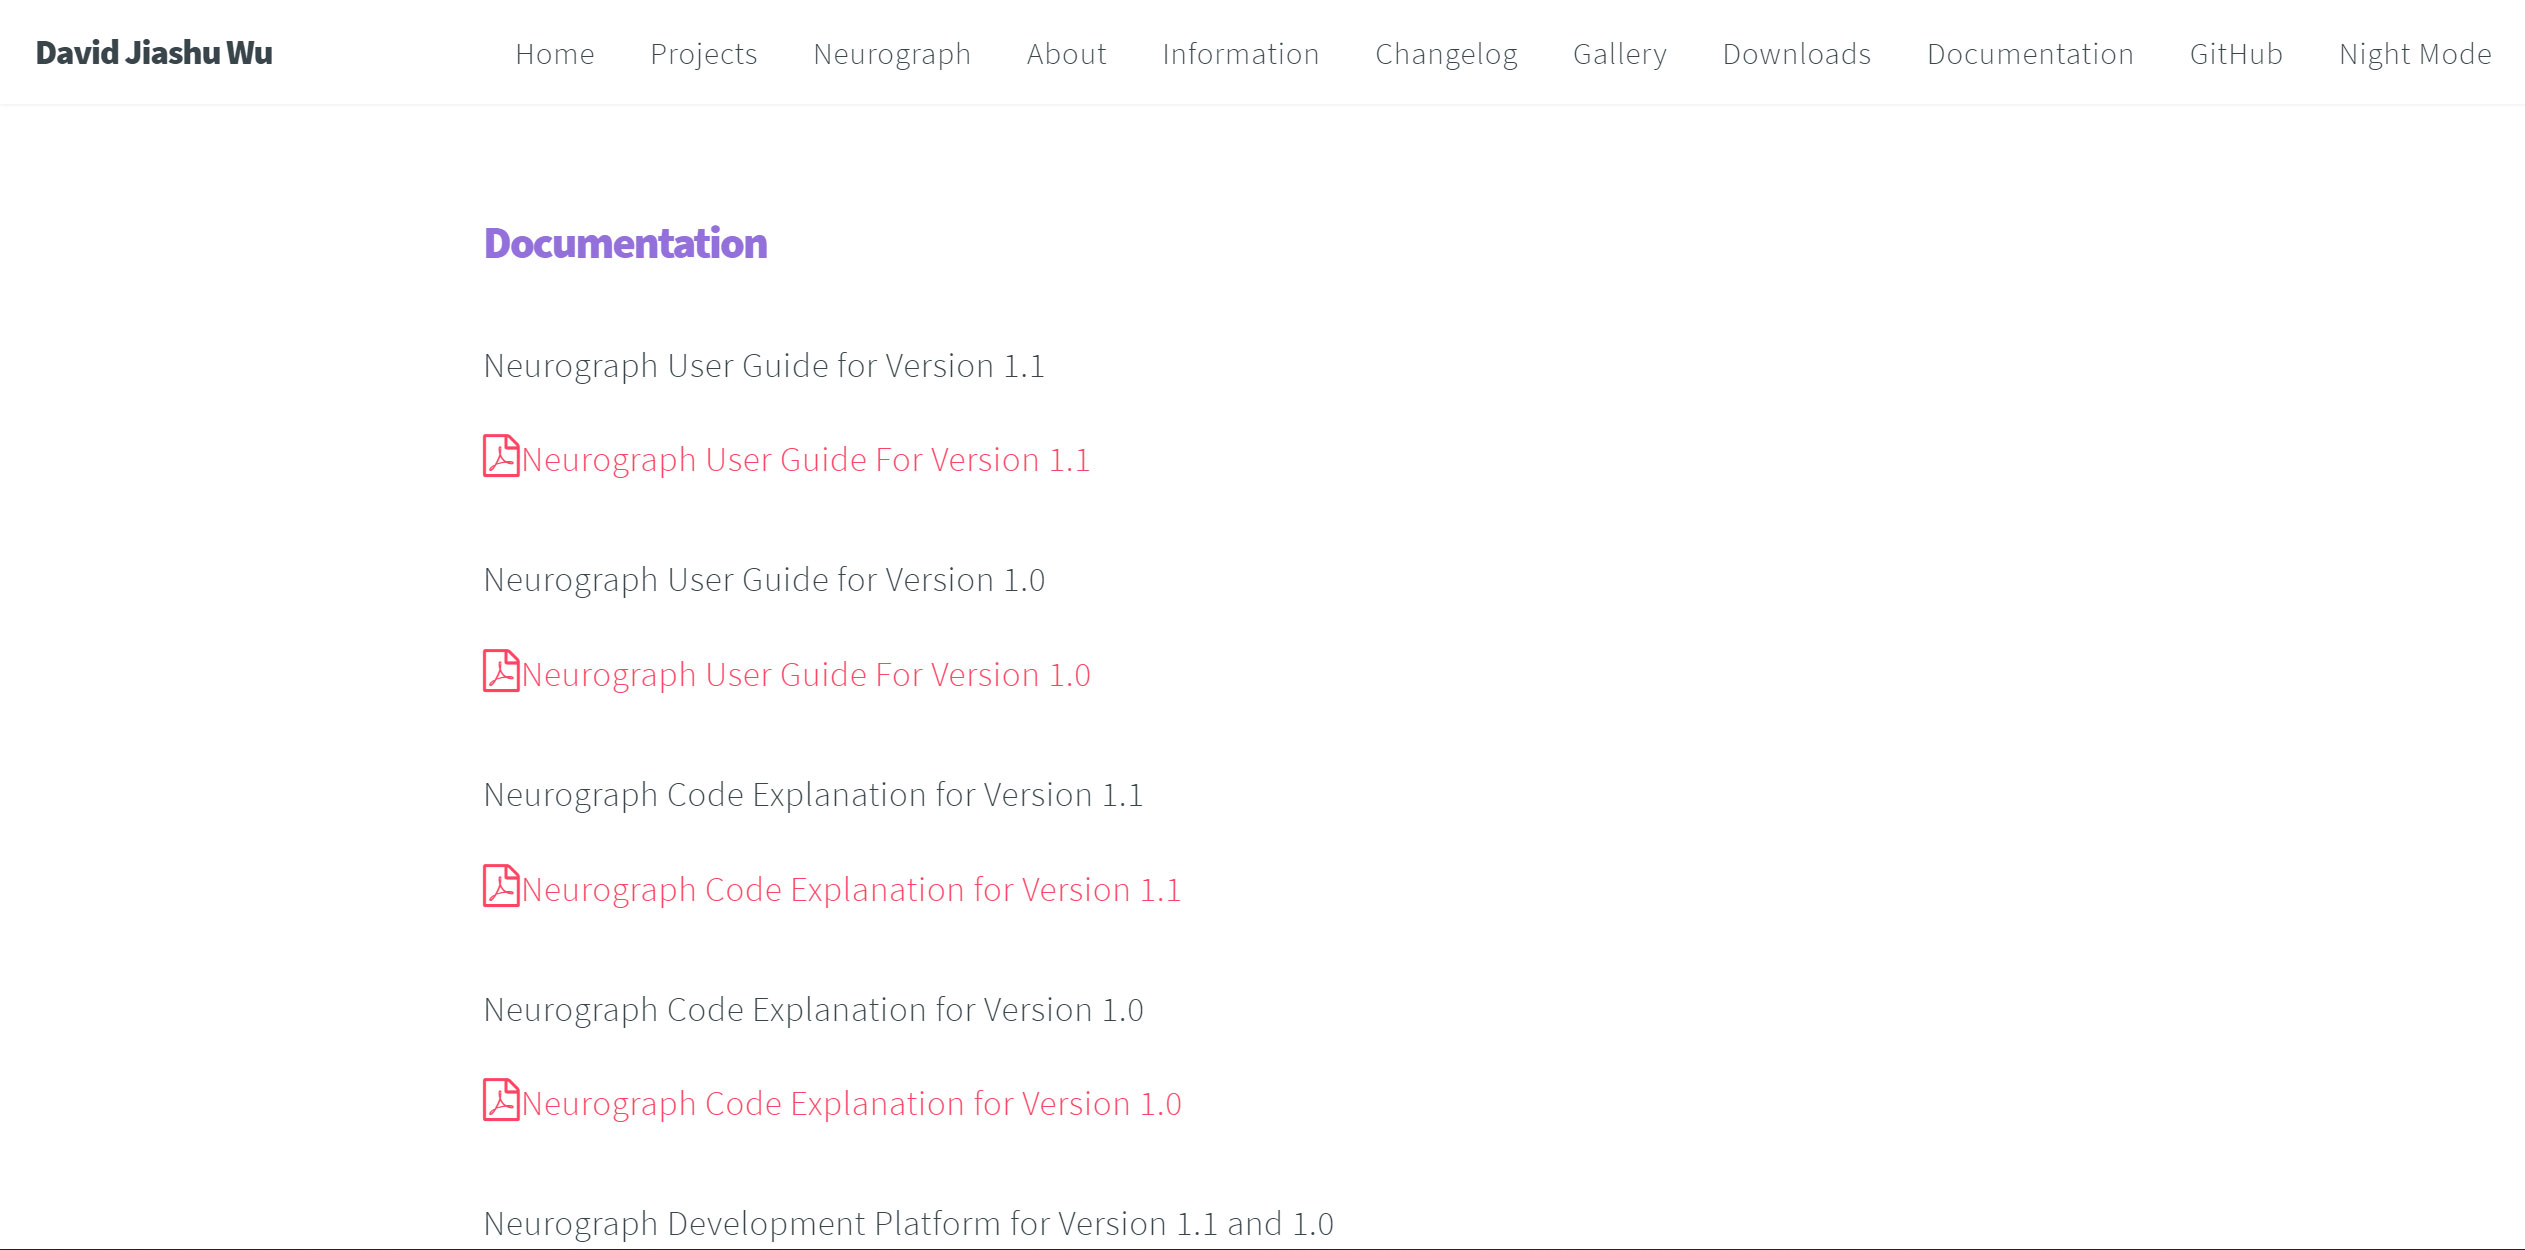 David Jiashu Wu Home Projects Neurograph About Information Changelog Gallery Downloads Documentation GitHub Night Mode
Documentation
Neurograph User Guide for Version 1.1
Neurograph User Guide For Version 1.1
Neurograph User Guide for Version 1.0
Neurograph User Guide For Version 1.0
Neurograph Code Explanation for Version 1.1
Neurograph Code Explanation for Version 1.1
Neurograph Code Explanation for Version 1.0
Neurograph Code Explanation for Version 1.0
Neurograph Development Platform for Version 1.1 and 1.0